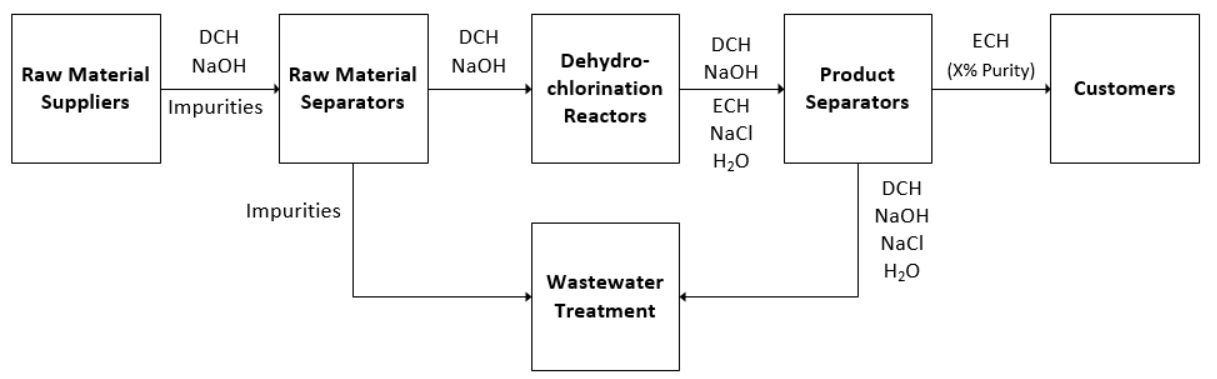 Raw Material
Suppliers
DCH
NaOH
Impurities
Raw Material
Separators
DCH
NaOH
Dehydro-
chlorination
Reactors
DCH
NaOH
ECH
NaCl
H₂O
Product
Separators
ECH
(X% Purity)
Customers
Impurities
Wastewater
Treatment
DCH
NaOH
NaCl
H₂O